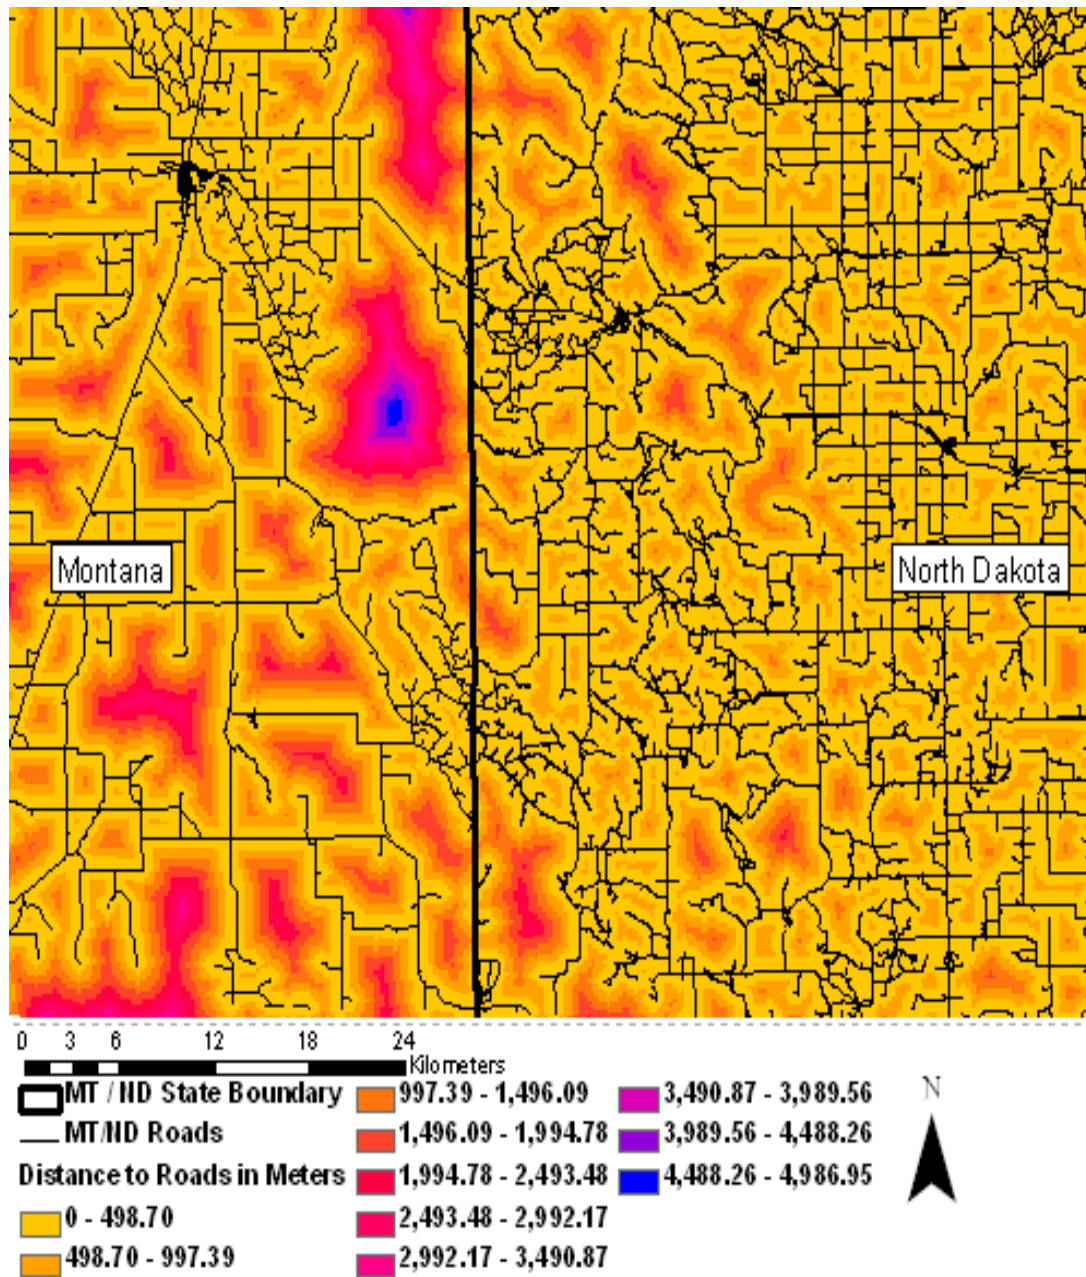 Montana
North Dakota
0 3 6 12 18 24
Kilometers
MT / ND State Boundary
MT/ND Roads
Distance to Roads in Meters
0 - 498.70
498.70 - 997.39
997.39 - 1,496.09
1,496.09 - 1,994.78
1,994.78 - 2,493.48
2,493.48 - 2,992.17
2,992.17 - 3,490.87
3,490.87 - 3,989.56
3,989.56 - 4,488.26
4,488.26 - 4,986.95
N